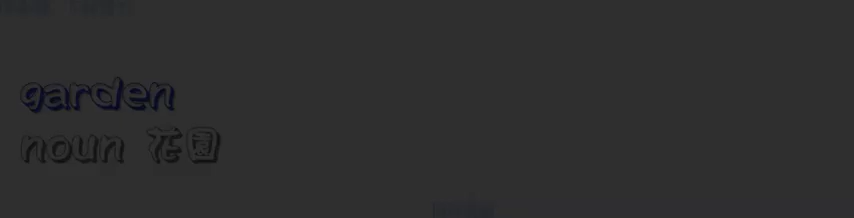 garden
noun 花園